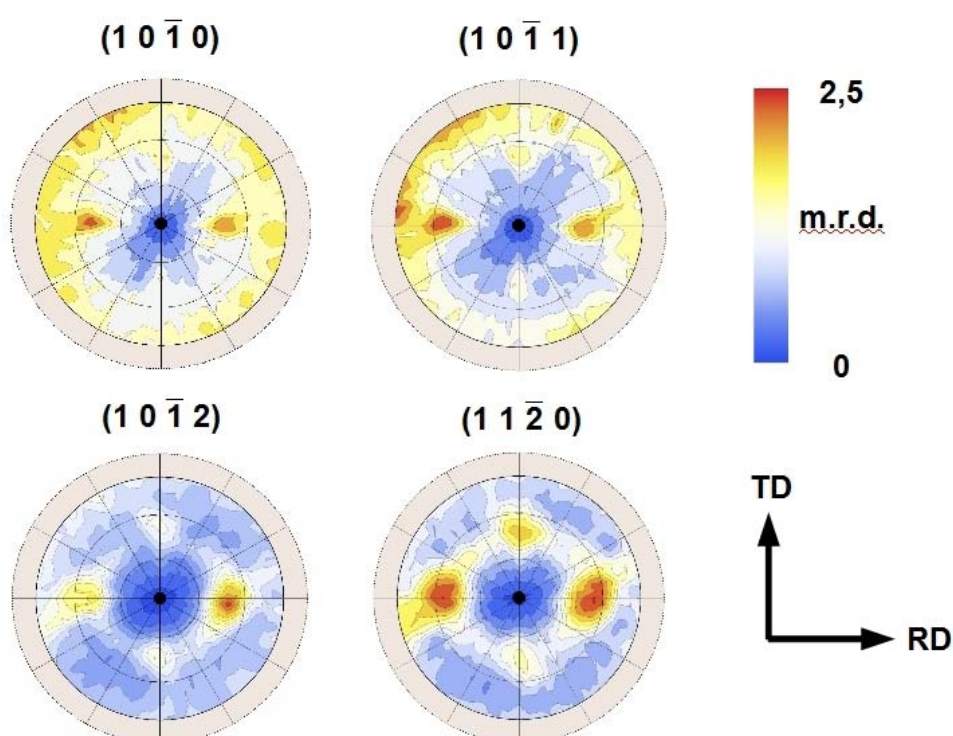 (1 0 1̅ 0)
(1 0 1̅ 1)
2,5
m.r.d.
0
(1 0 1̅ 2)
(1 1 2̅ 0)
TD
RD